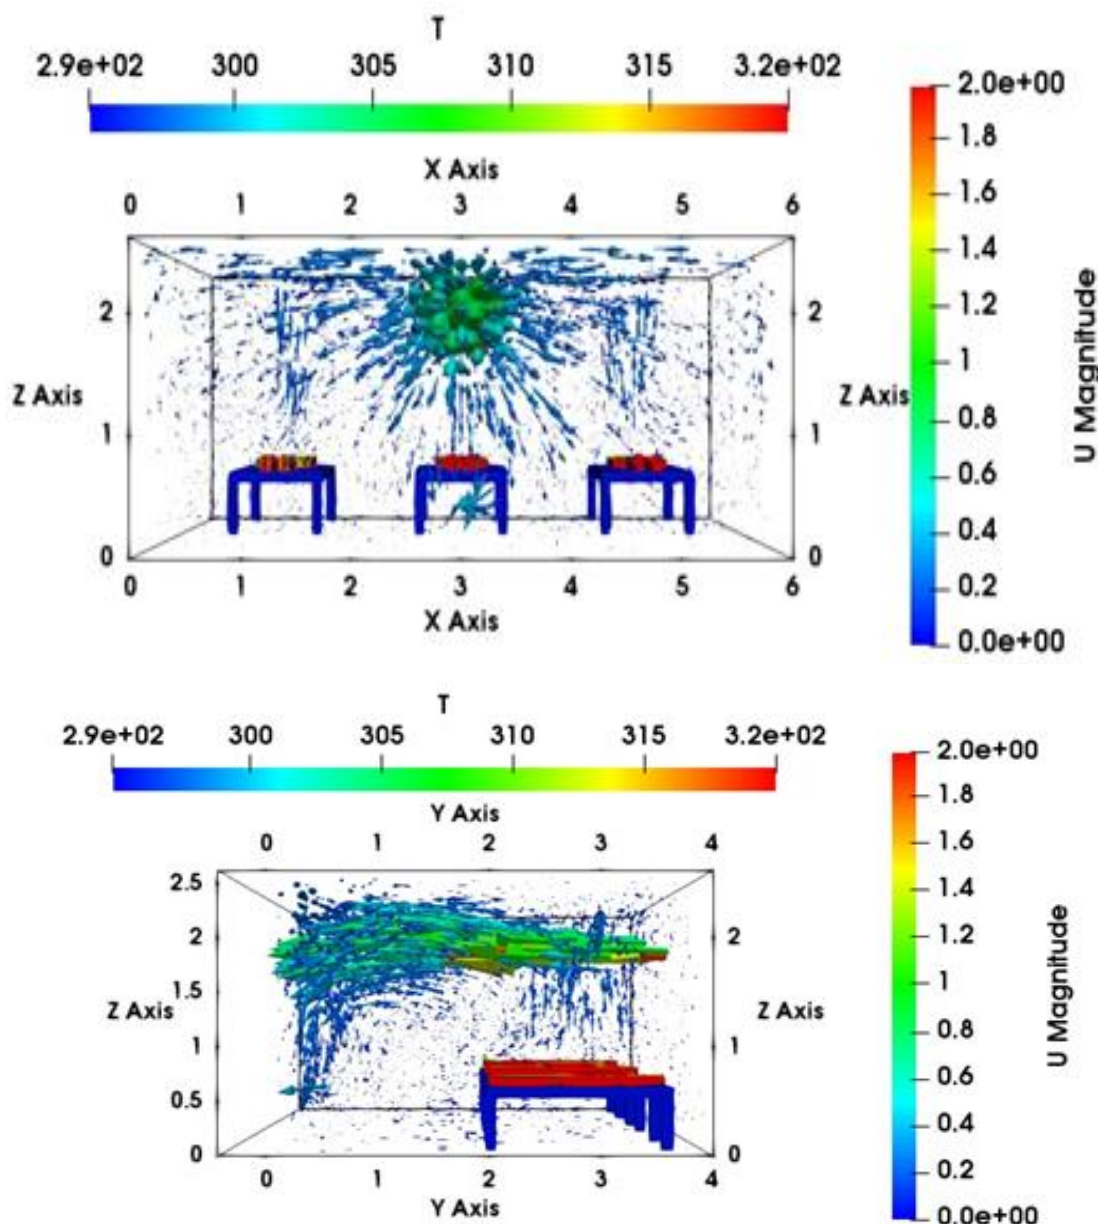 T
2.9e+02 300 305 310 315 3.2e+02
X Axis
0 1 2 3 4 5 6
2.0e+00
1.8
1.6
1.4
1.2
1
0.8
0.6
0.4
0.2
0.0e+00
U Magnitude
2 2
Z Axis Z Axis
1 1
0 0
0 1 2 3 4 5 6
X Axis
T
2.9e+02 300 305 310 315 3.2e+02
Y Axis
0 1 2 3 4
2.0e+00
1.8
1.6
1.4
1.2
1
0.8
0.6
0.4
0.2
0.0e+00
U Magnitude
2.5
2 2
1.5
Z Axis Z Axis
1 1
0.5
0 0
0 1 2 3 4
Y Axis